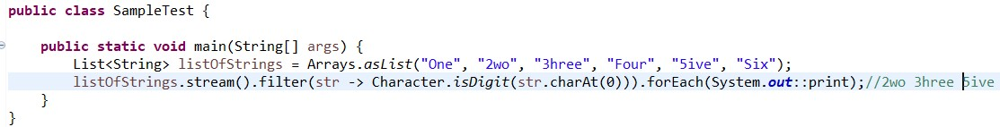 public class SampleTest {
public static void main(String[] args) {
List<String> listOfStrings = Arrays.asList("One", "2wo", "3hree", "Four", "5ive", "Six");
listOfStrings.stream().filter(str -> Character.isDigit(str.charAt(0))).forEach(System.out::print);//2wo 3hree 5ive
}
}